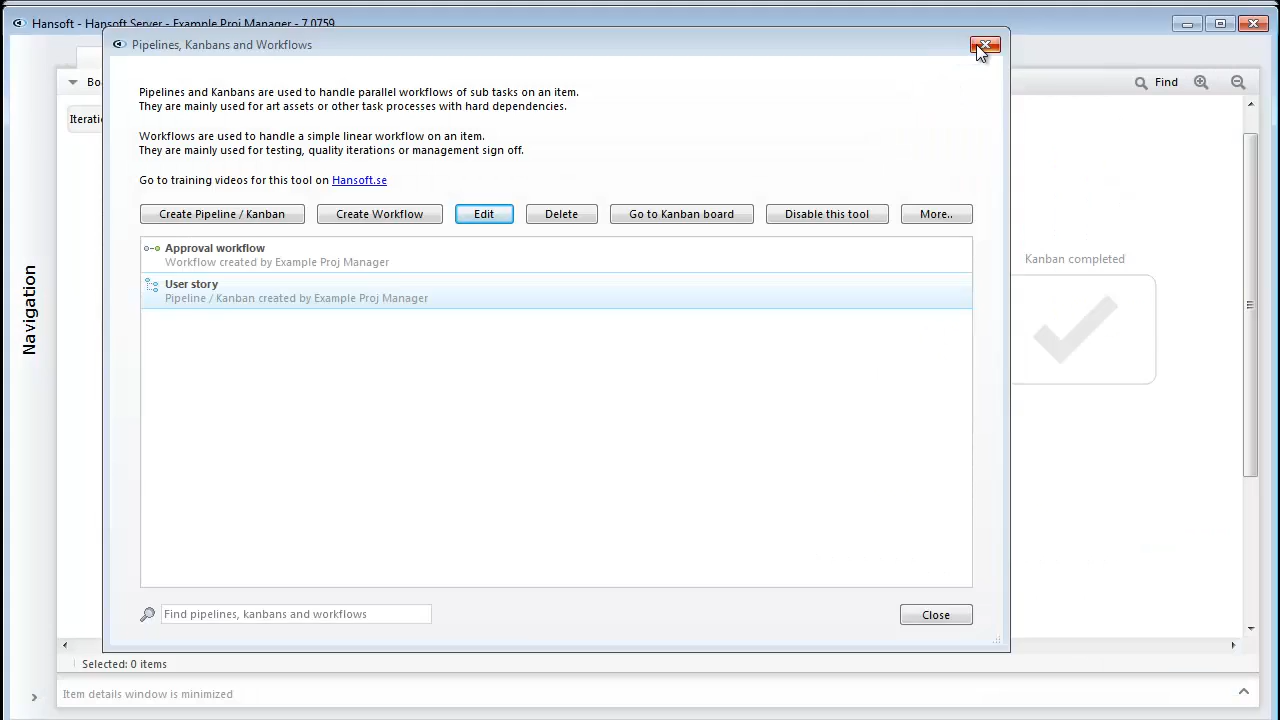 Hansoft - Hansoft Server - Example Proj Manager - 7.0759
Pipelines, Kanbans and Workflows
Pipelines and Kanbans are used to handle parallel workflows of sub tasks on an item.
They are mainly used for art assets or other task processes with hard dependencies.
Workflows are used to handle a simple linear workflow on an item.
They are mainly used for testing, quality iterations or management sign off.
Go to training videos for this tool on Hansoft.se
Create Pipeline / Kanban Create Workflow Edit Delete Go to Kanban board Disable this tool More..
Approval workflow
Workflow created by Example Proj Manager
User story
Pipeline / Kanban created by Example Proj Manager
Find pipelines, kanbans and workflows
Close
Find
Kanban completed
Navigation
Selected: 0 items
Item details window is minimized